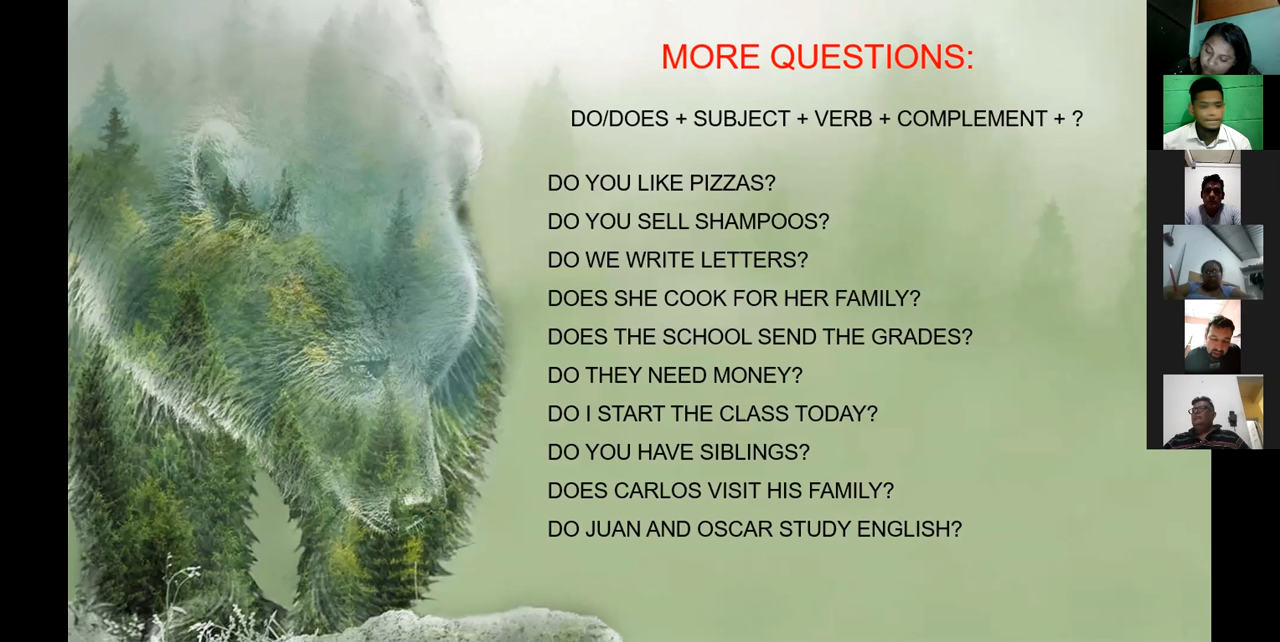 MORE QUESTIONS:
DO/DOES + SUBJECT + VERB + COMPLEMENT + ?
DO YOU LIKE PIZZAS?
DO YOU SELL SHAMPOOS?
DO WE WRITE LETTERS?
DOES SHE COOK FOR HER FAMILY?
DOES THE SCHOOL SEND THE GRADES?
DO THEY NEED MONEY?
DO I START THE CLASS TODAY?
DO YOU HAVE SIBLINGS?
DOES CARLOS VISIT HIS FAMILY?
DO JUAN AND OSCAR STUDY ENGLISH?